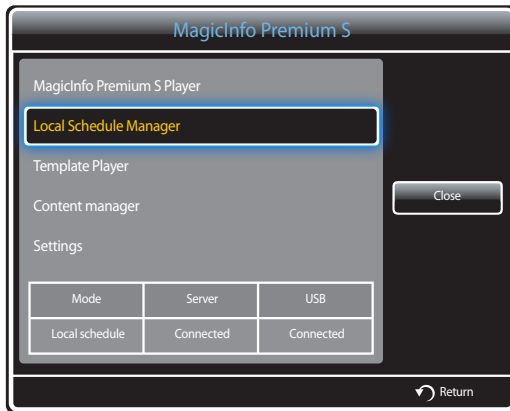 MagicInfo Premium S
MagicInfo Premium S Player
Local Schedule Manager
Template Player
Content manager
Settings
Close
Mode Server USB
Local schedule Connected Connected
Return